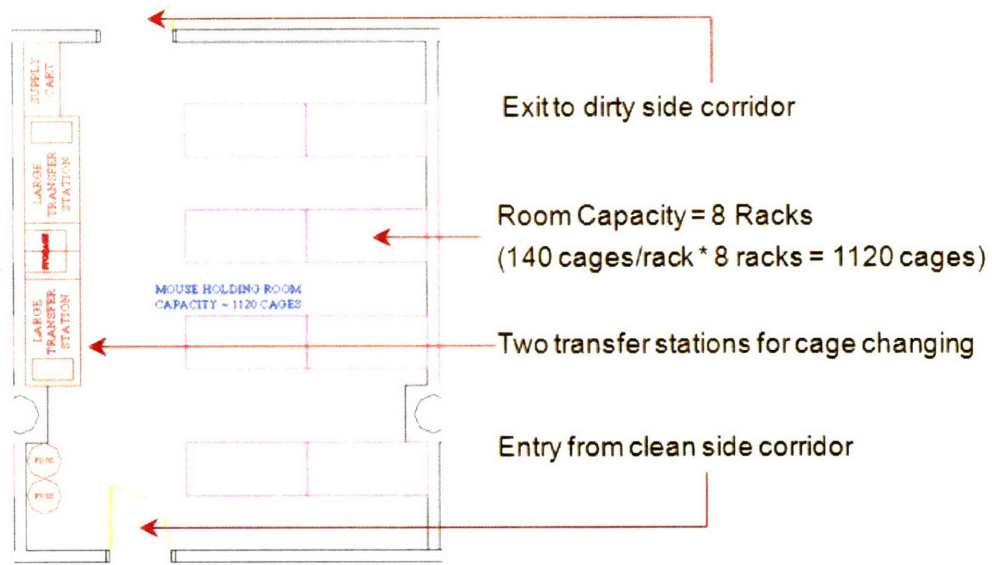 SUPPLY
CART
LARGE
TRANSFER
STATION
STORAGE
LARGE
TRANSFER
STATION
MOUSE HOLDING ROOM
CAPACITY ~ 1120 CAGES
Exit to dirty side corridor
Room Capacity = 8 Racks
(140 cages/rack * 8 racks = 1120 cages)
Two transfer stations for cage changing
Entry from clean side corridor